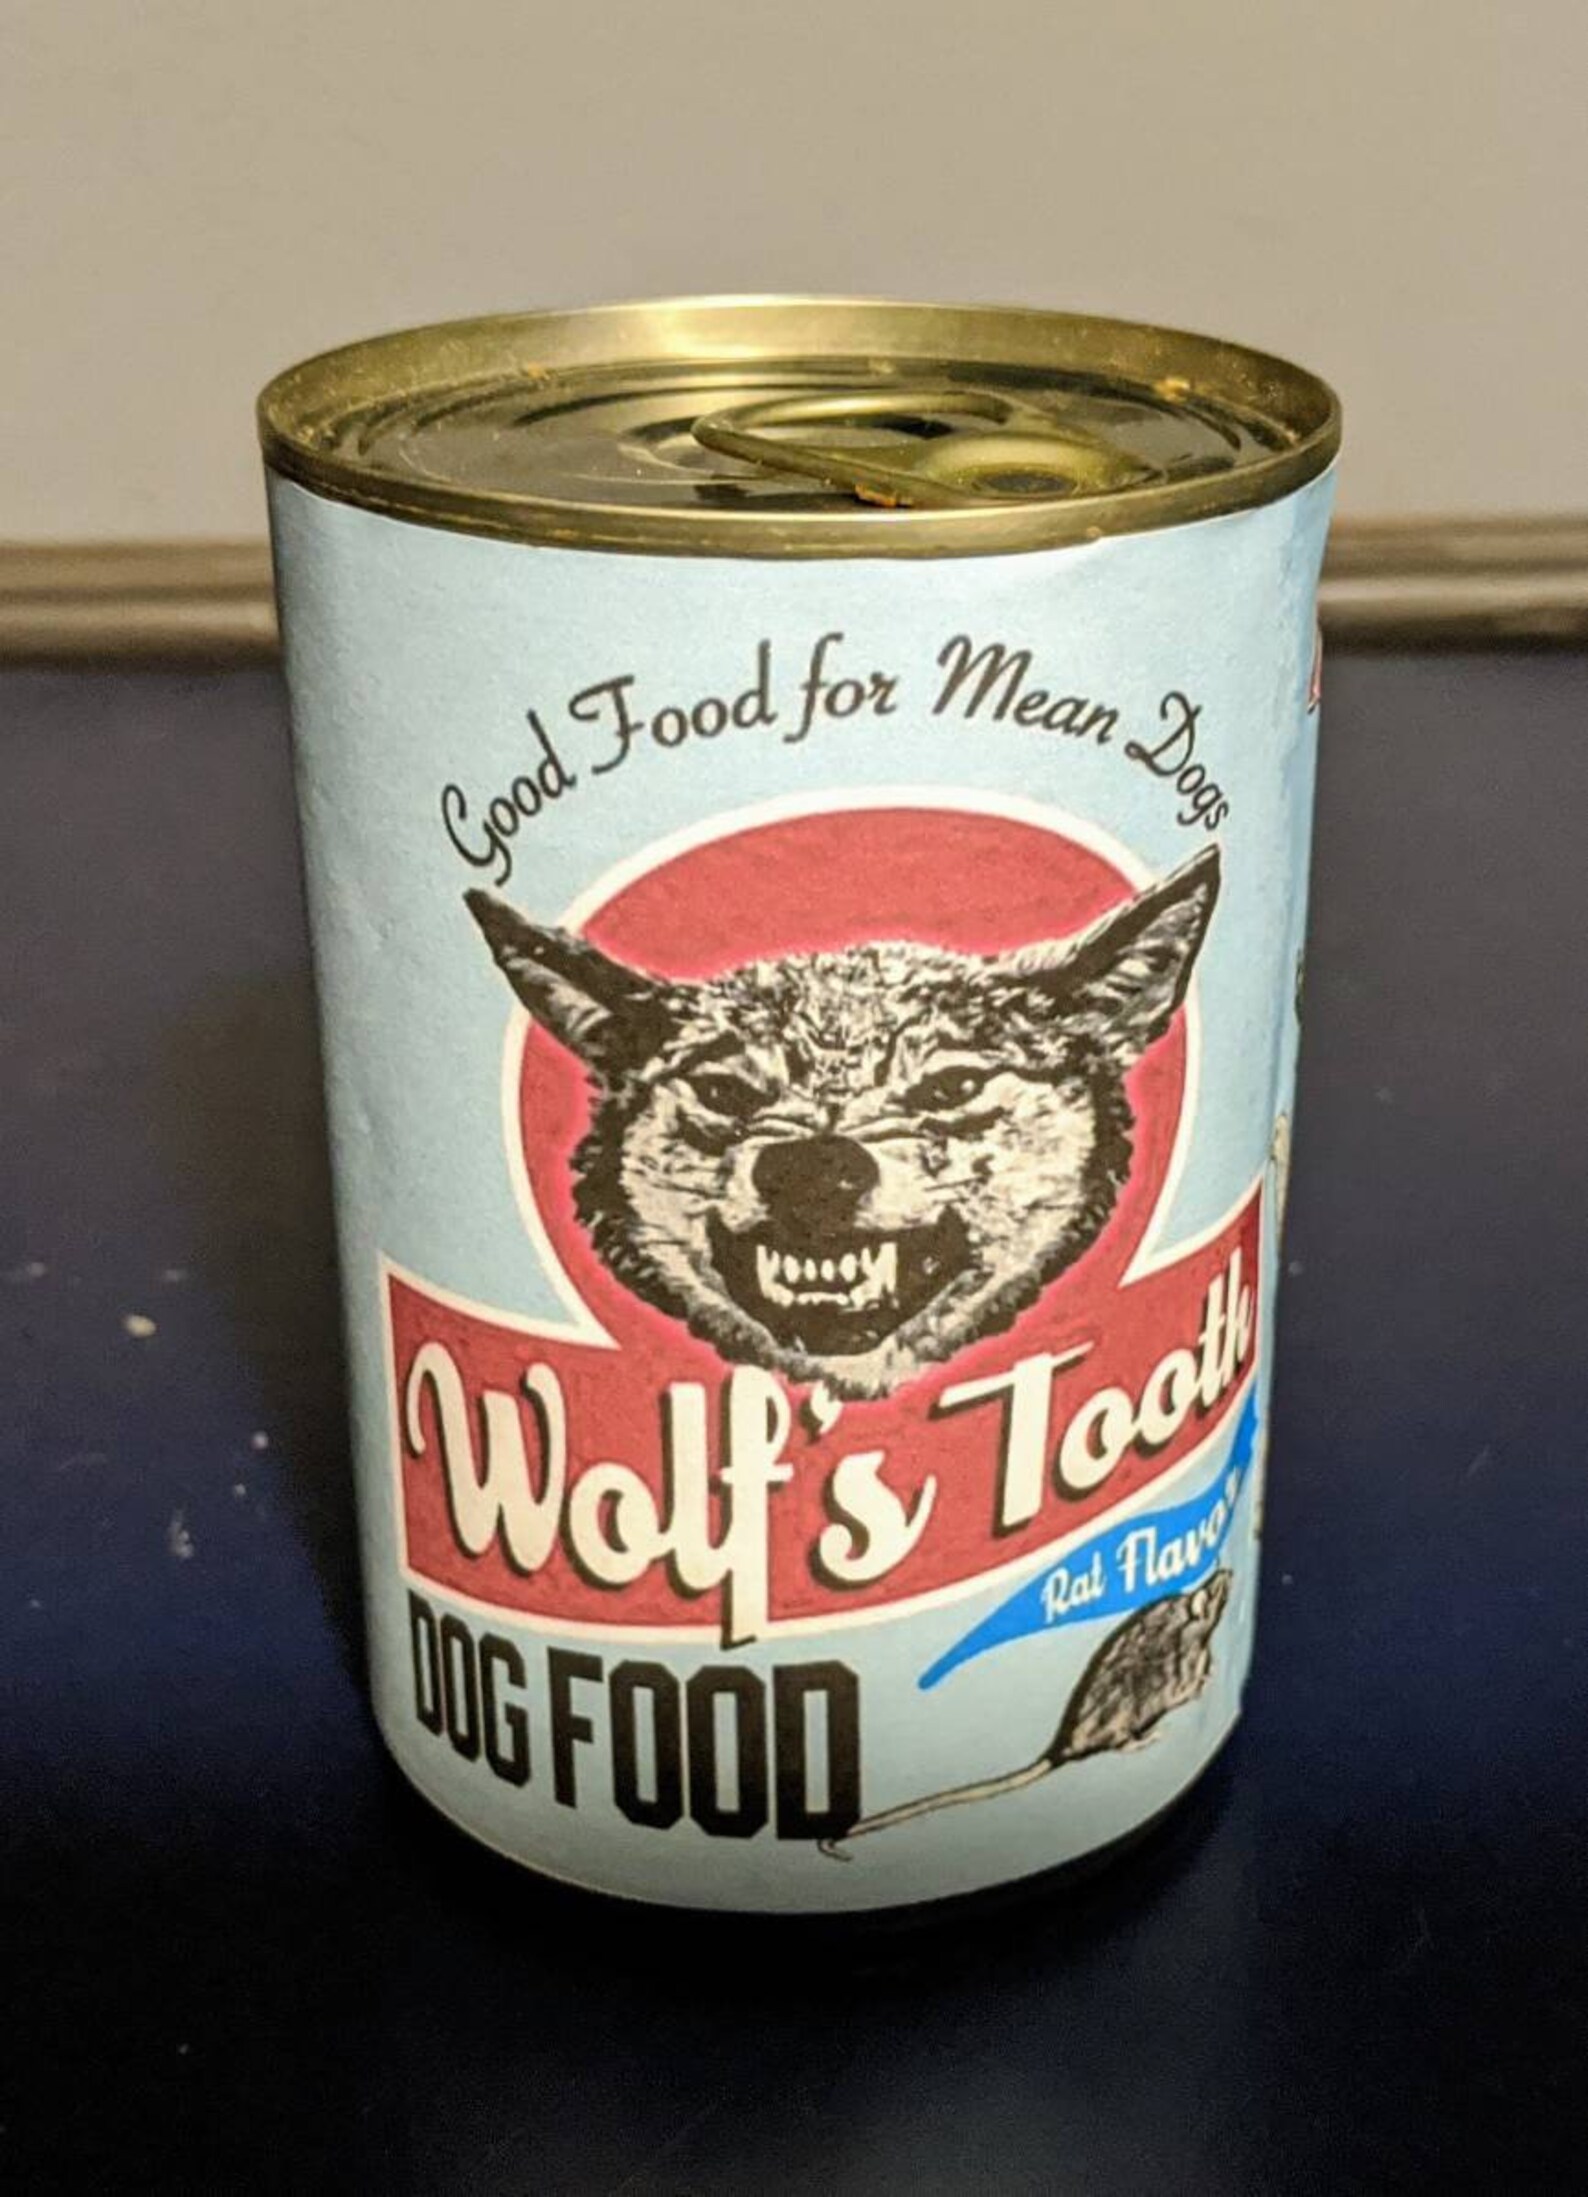 Good Food for Mean Dogs
Wolf's Tooth
Rat Flavor
DOG FOOD